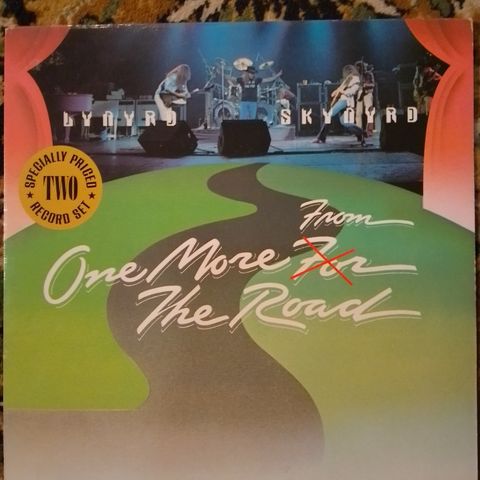 LYNYRD SKYNYRD
★ SPECIALLY PRICED ★
TWO
RECORD SET
From
One More For
The Road